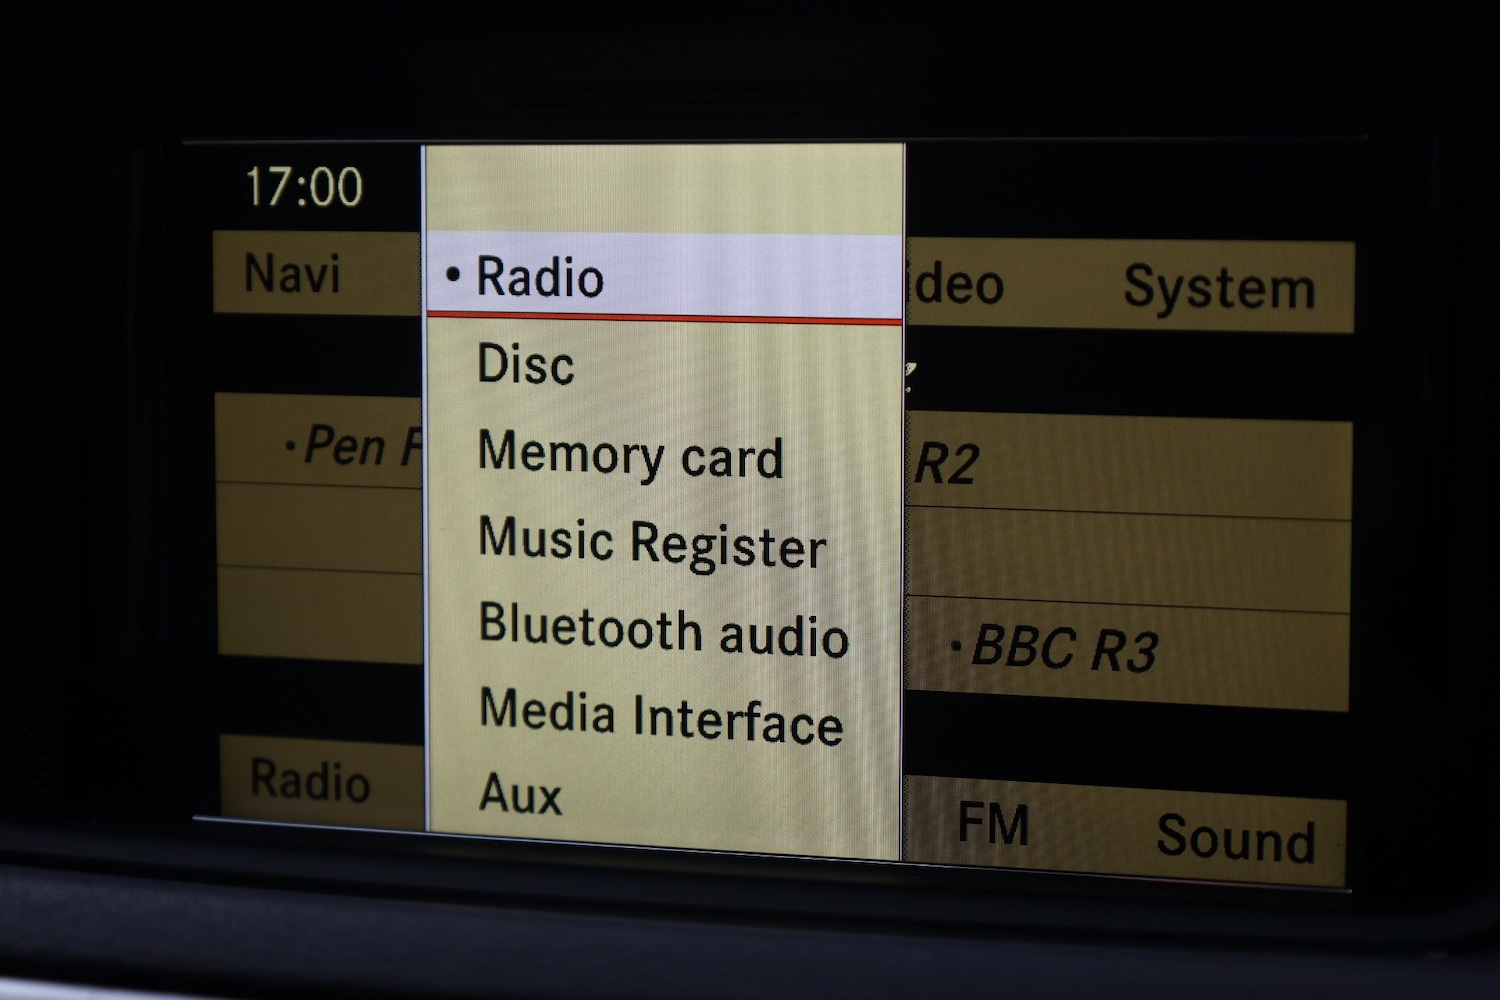 17:00
Navi
System
• Radio
Disc
Memory card
Music Register
Bluetooth audio
Media Interface
Aux
• Pen
R2
• BBC R3
Radio
FM
Sound